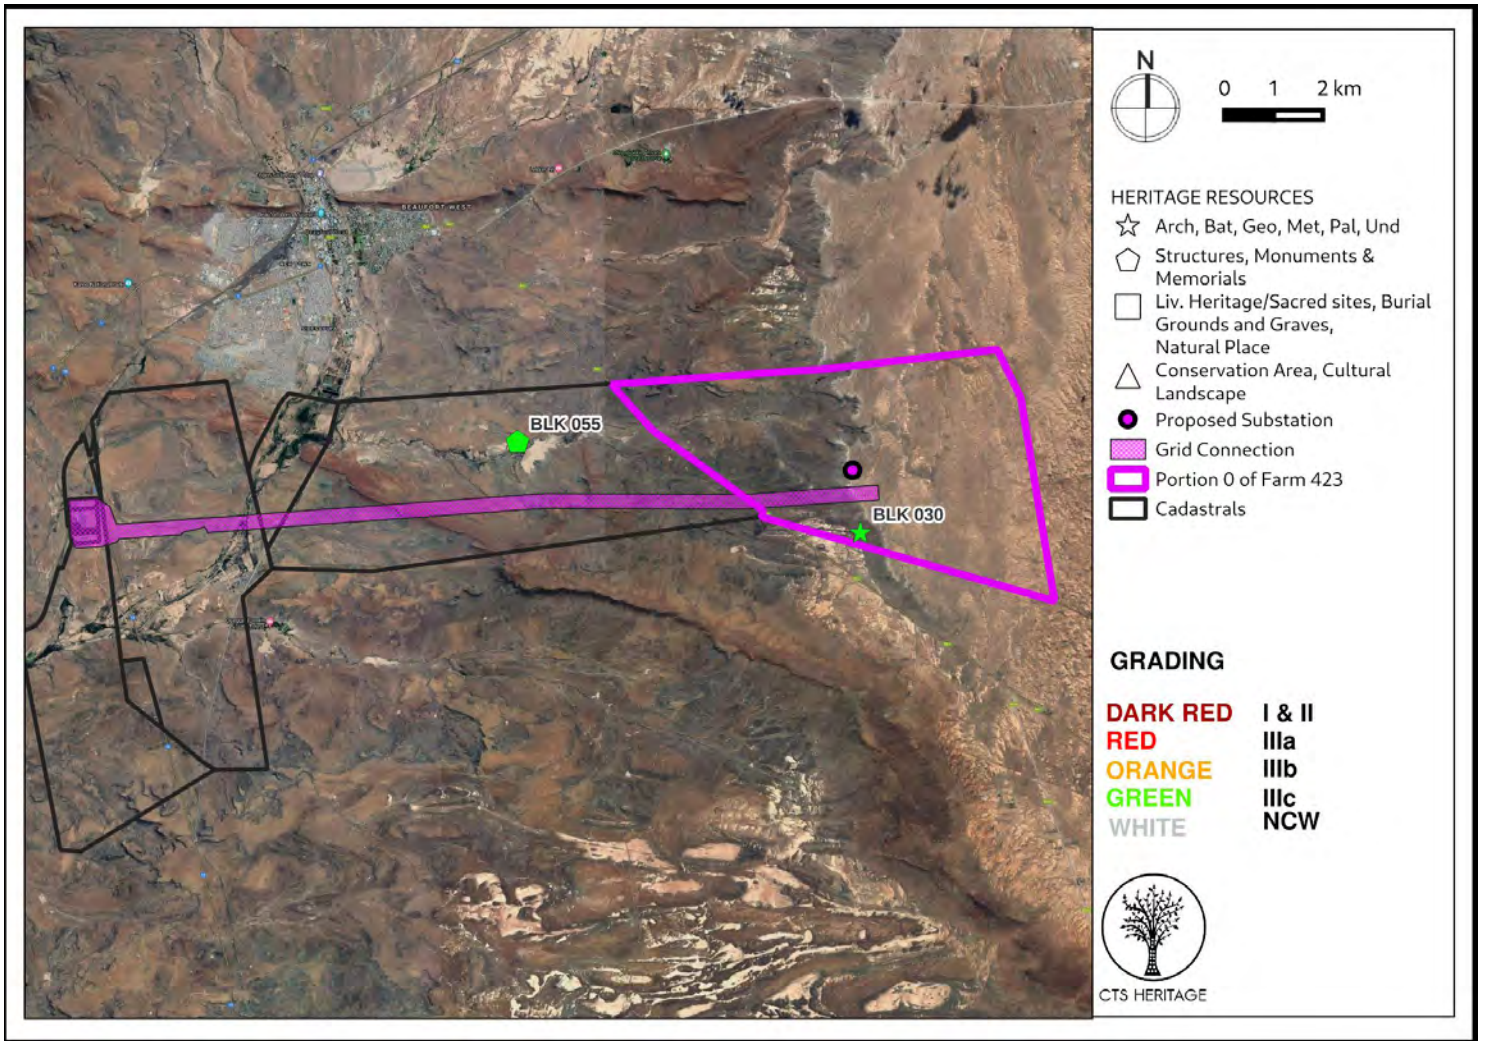 BEAUFORT WEST
BLK 055
BLK 030
N
0 1 2 km
HERITAGE RESOURCES
Arch, Bat, Geo, Met, Pal, Und
Structures, Monuments &
Memorials
Liv. Heritage/Sacred sites, Burial
Grounds and Graves,
Natural Place
Conservation Area, Cultural
Landscape
Proposed Substation
Grid Connection
Portion 0 of Farm 423
Cadastrals
GRADING
DARK RED I & II
RED IIIa
ORANGE IIIb
GREEN IIIc
WHITE NCW
CTS HERITAGE